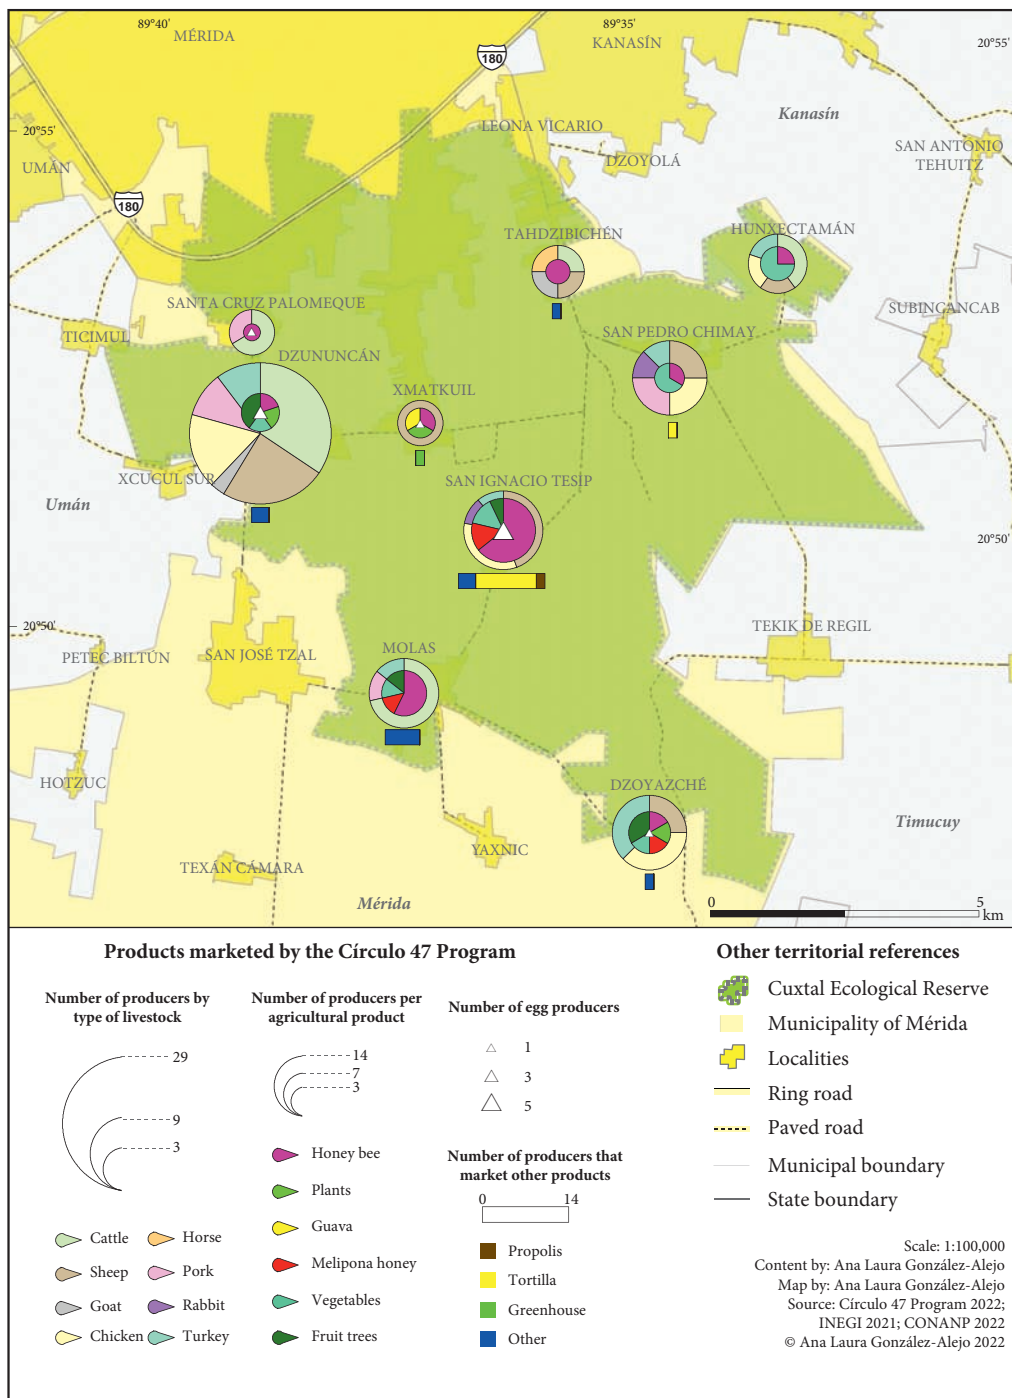 89°40'
89°35'
MÉRIDA
KANASÍN
20°55'
180
Kanasín
LEONA VICARIO
20°55'
DZOYOLÁ
SAN ANTONIO
TEHUITZ
UMÁN
180
TAHDZIBICHÉN
HUNXECTAMÁN
SANTA CRUZ PALOMEQUE
SUBINCANCAB
TICIMUL
SAN PEDRO CHIMAY
DZUNUNCÁN
XMATKUIL
XCUCUL SUR
SAN IGNACIO TESIP
Umán
20°50'
20°50'
TEKIK DE REGIL
MOLAS
PETEC BILTÚN
SAN JOSÉ TZAL
HOTZUC
DZOYAZCHÉ
Timucuy
YAXNIC
TEXÁN CÁMARA
Mérida
0
5
km
Products marketed by the Círculo 47 Program
Number of producers by
type of livestock
29
9
3
Cattle
Horse
Sheep
Pork
Goat
Rabbit
Chicken
Turkey
Number of producers per
agricultural product
14
7
3
Honey bee
Plants
Guava
Melipona honey
Vegetables
Fruit trees
Number of egg producers
1
3
5
Number of producers that
market other products
0
14
Propolis
Tortilla
Greenhouse
Other
Other territorial references
Cuxtal Ecological Reserve
Municipality of Mérida
Localities
Ring road
Paved road
Municipal boundary
State boundary
Scale: 1:100,000
Content by: Ana Laura González-Alejo
Map by: Ana Laura González-Alejo
Source: Círculo 47 Program 2022;
INEGI 2021; CONANP 2022
© Ana Laura González-Alejo 2022